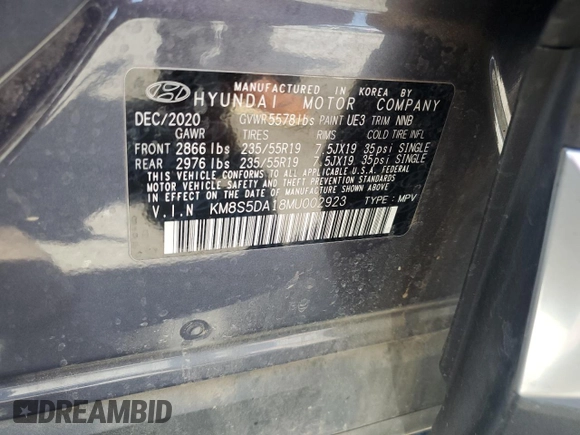 MANUFACTURED IN KOREA BY
HYUNDAI MOTOR COMPANY
DEC/2020 GVWR 5578lbs PAINT UE3 TRIM NNB
GAWR TIRES RIMS COLD TIRE INFL
FRONT 2866 lbs 235/55R19 7.5JX19 35psi SINGLE
REAR 2976 lbs 235/55R19 7.5JX19 35psi SINGLE
THIS VEHICLE CONFORMS TO ALL APPLICABLE U.S.A. FEDERAL
MOTOR VEHICLE SAFETY AND THEFT PREVENTION STANDARDS
IN EFFECT ON THE DATE OF MANUFACTURE SHOWN ABOVE.
V.I.N KM8S5DA18MU002923 TYPE : MPV
DREAMBID